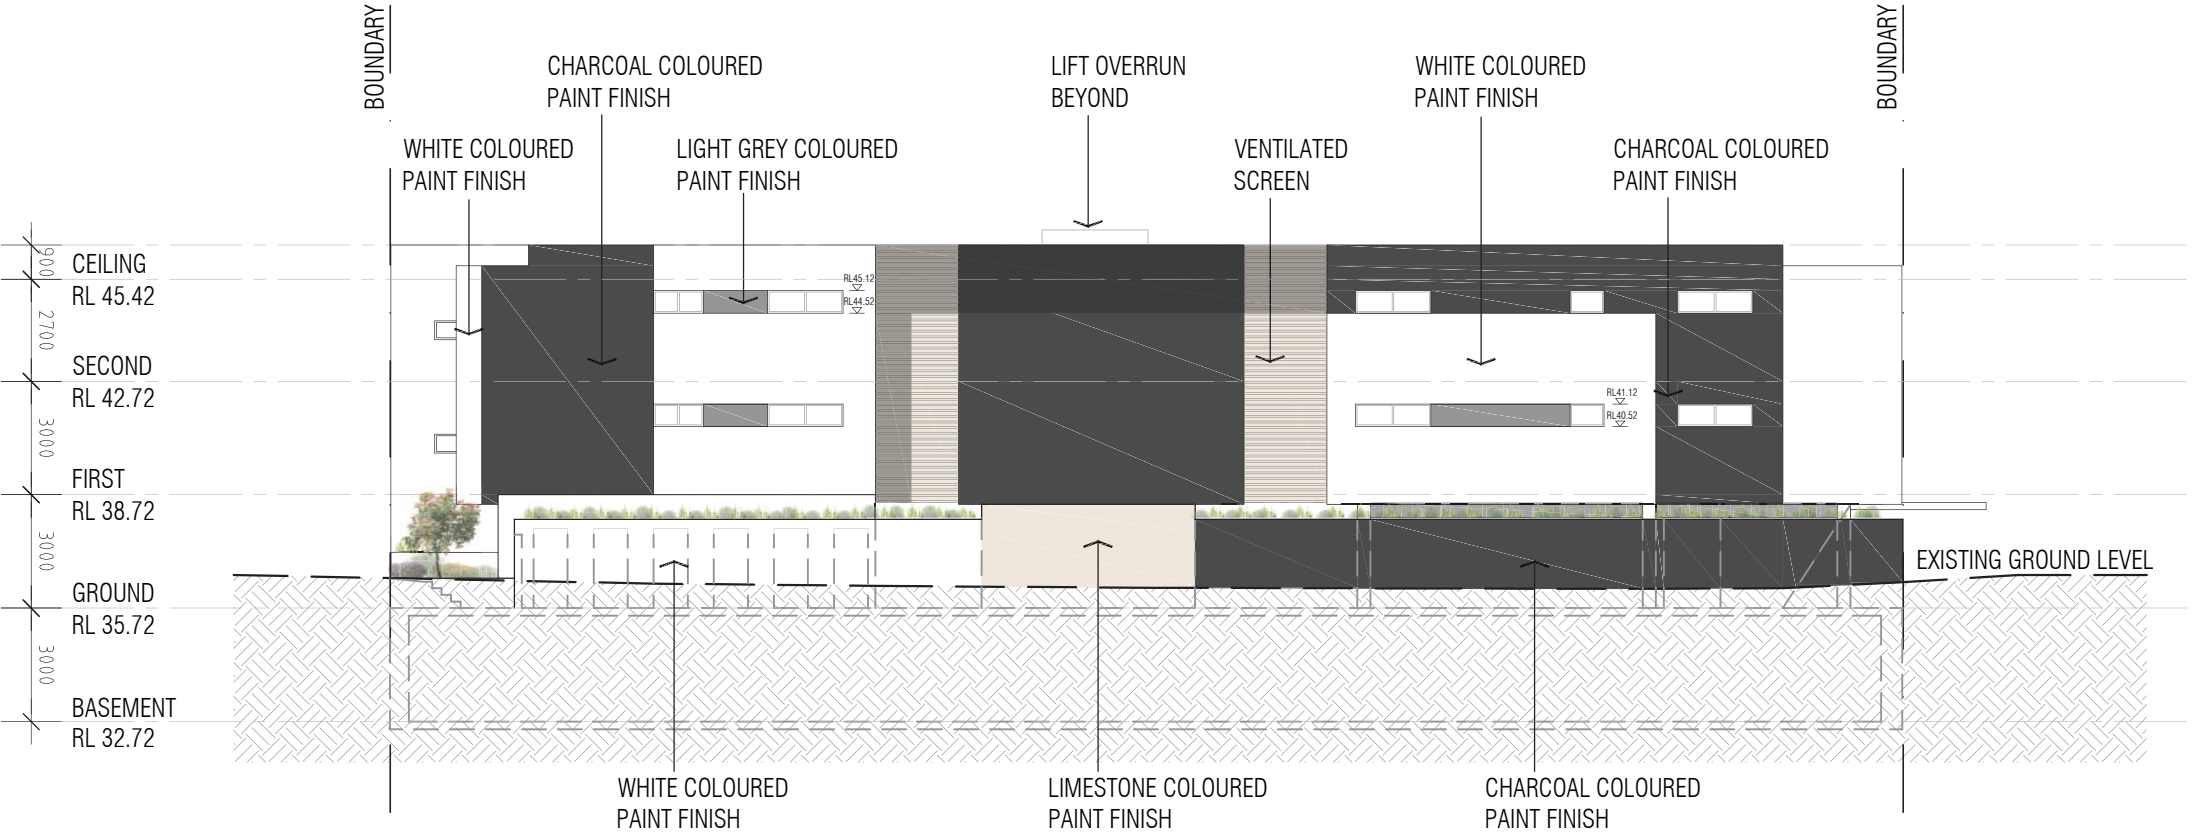 BOUNDARY
BOUNDARY
CHARCOAL COLOURED
PAINT FINISH
LIFT OVERRUN
BEYOND
WHITE COLOURED
PAINT FINISH
WHITE COLOURED
PAINT FINISH
LIGHT GREY COLOURED
PAINT FINISH
VENTILATED
SCREEN
CHARCOAL COLOURED
PAINT FINISH
900
CEILING
RL 45.42
RL45.12
RL44.52
2700
SECOND
RL 42.72
RL41.12
RL40.52
3000
FIRST
RL 38.72
3000
EXISTING GROUND LEVEL
GROUND
RL 35.72
3000
BASEMENT
RL 32.72
WHITE COLOURED
PAINT FINISH
LIMESTONE COLOURED
PAINT FINISH
CHARCOAL COLOURED
PAINT FINISH